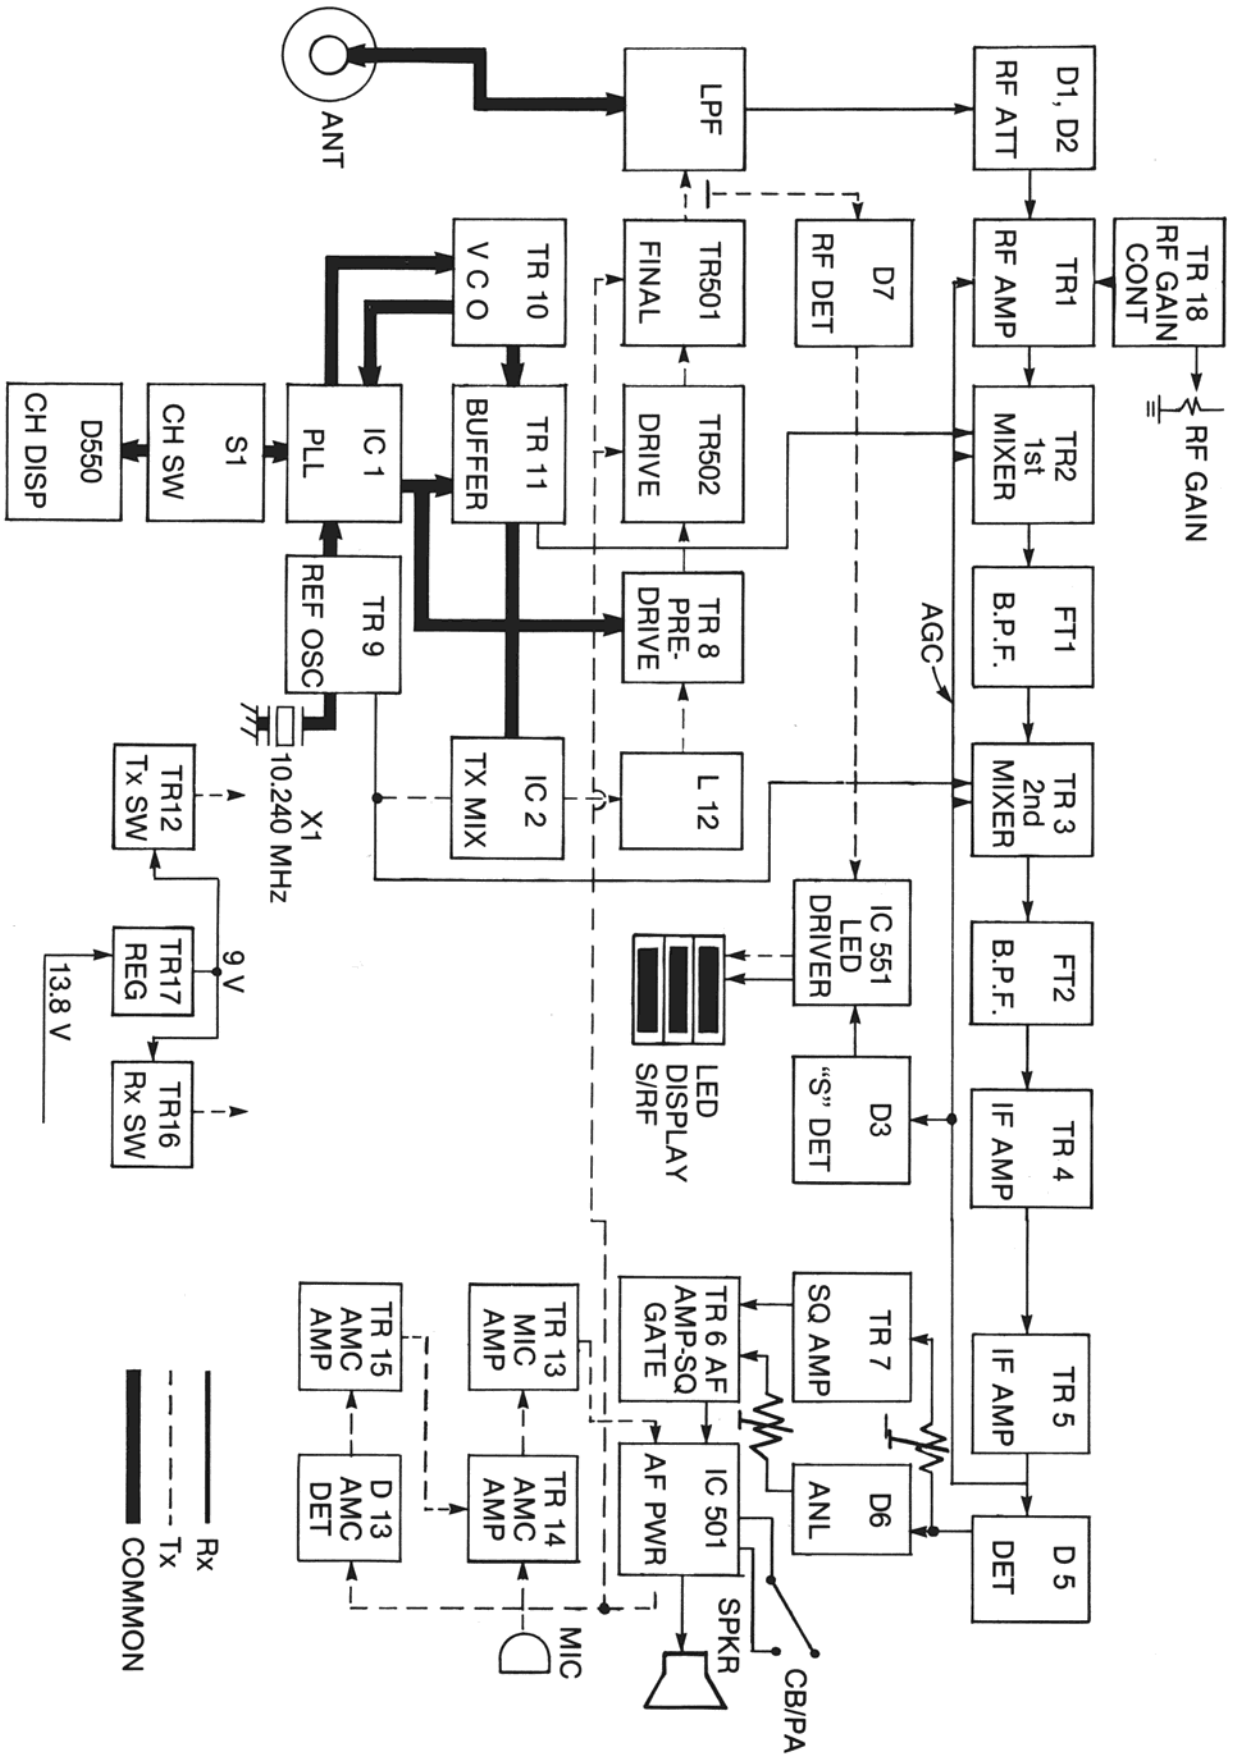 D1, D2
RF ATT
TR1
RF AMP
TR 18
RF GAIN
CONT
RF GAIN
TR2
1st
MIXER
FT1
B.P.F.
TR 3
2nd
MIXER
FT2
B.P.F.
TR 4
IF AMP
TR 5
IF AMP
D 5
DET
AGC
D7
RF DET
IC 551
LED
DRIVER
D3
“S” DET
TR 7
SQ AMP
D6
ANL
CB/PA
ANT
LPF
TR501
FINAL
TR502
DRIVE
TR 8
PRE-
DRIVE
L 12
LED
DISPLAY
S/RF
TR 6 AF
AMP-SQ
GATE
IC 501
AF PWR
SPKR
TR 10
V C O
TR 11
BUFFER
IC 2
TX MIX
TR 13
MIC
AMP
TR 14
AMC
AMP
MIC
IC 1
PLL
TR 9
REF OSC
X1
10.240 MHz
TR 15
AMC
AMP
D 13
AMC
DET
S1
CH SW
D550
CH DISP
TR12
Tx SW
9 V
TR17
REG
13.8 V
TR16
Rx SW
Rx
Tx
COMMON